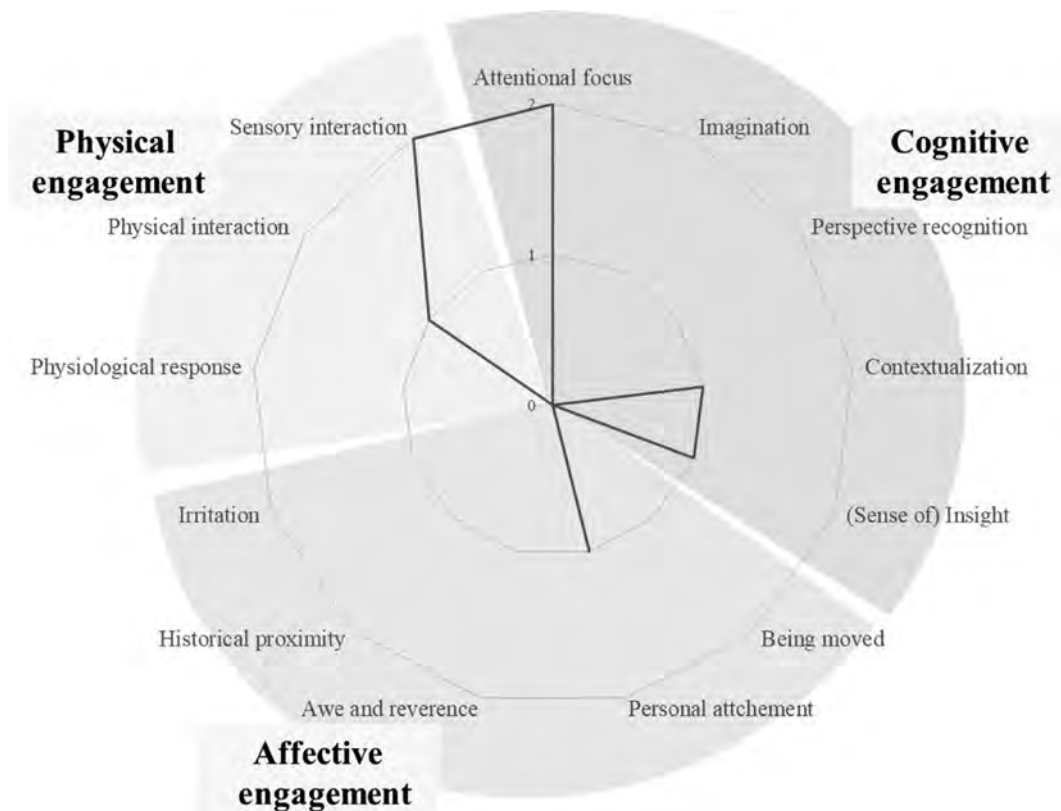 Attentional focus
2
Sensory interaction
Imagination
Physical
engagement
Cognitive
engagement
Physical interaction
Perspective recognition
1
Physiological response
Contextualization
0
Irritation
(Sense of) Insight
Historical proximity
Being moved
Awe and reverence
Personal attchement
Affective
engagement